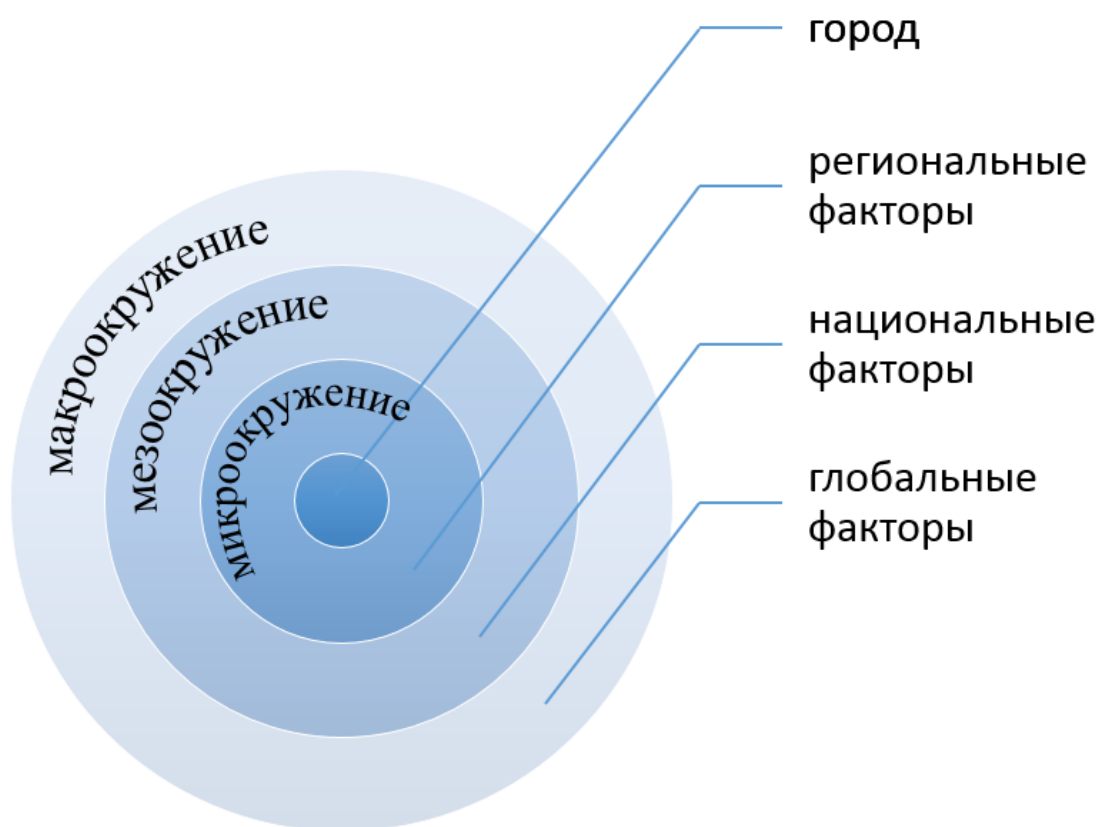 город
региональные
факторы
национальные
факторы
глобальные
факторы
макроокружение
мезоокружение
микроокружение